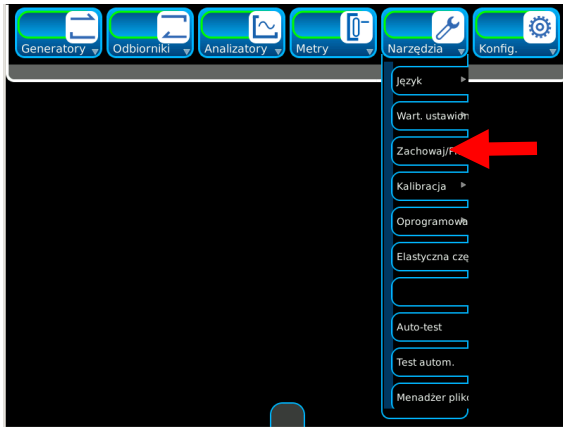 Generatory
Odbiorniki
Analizatory
Metry
Narzędzia
Konfig.
Język
Wart. ustawion
Zachowaj/
Kalibracja
Oprogramowa
Elastyczna czę
Auto-test
Test autom.
Menadżer plik